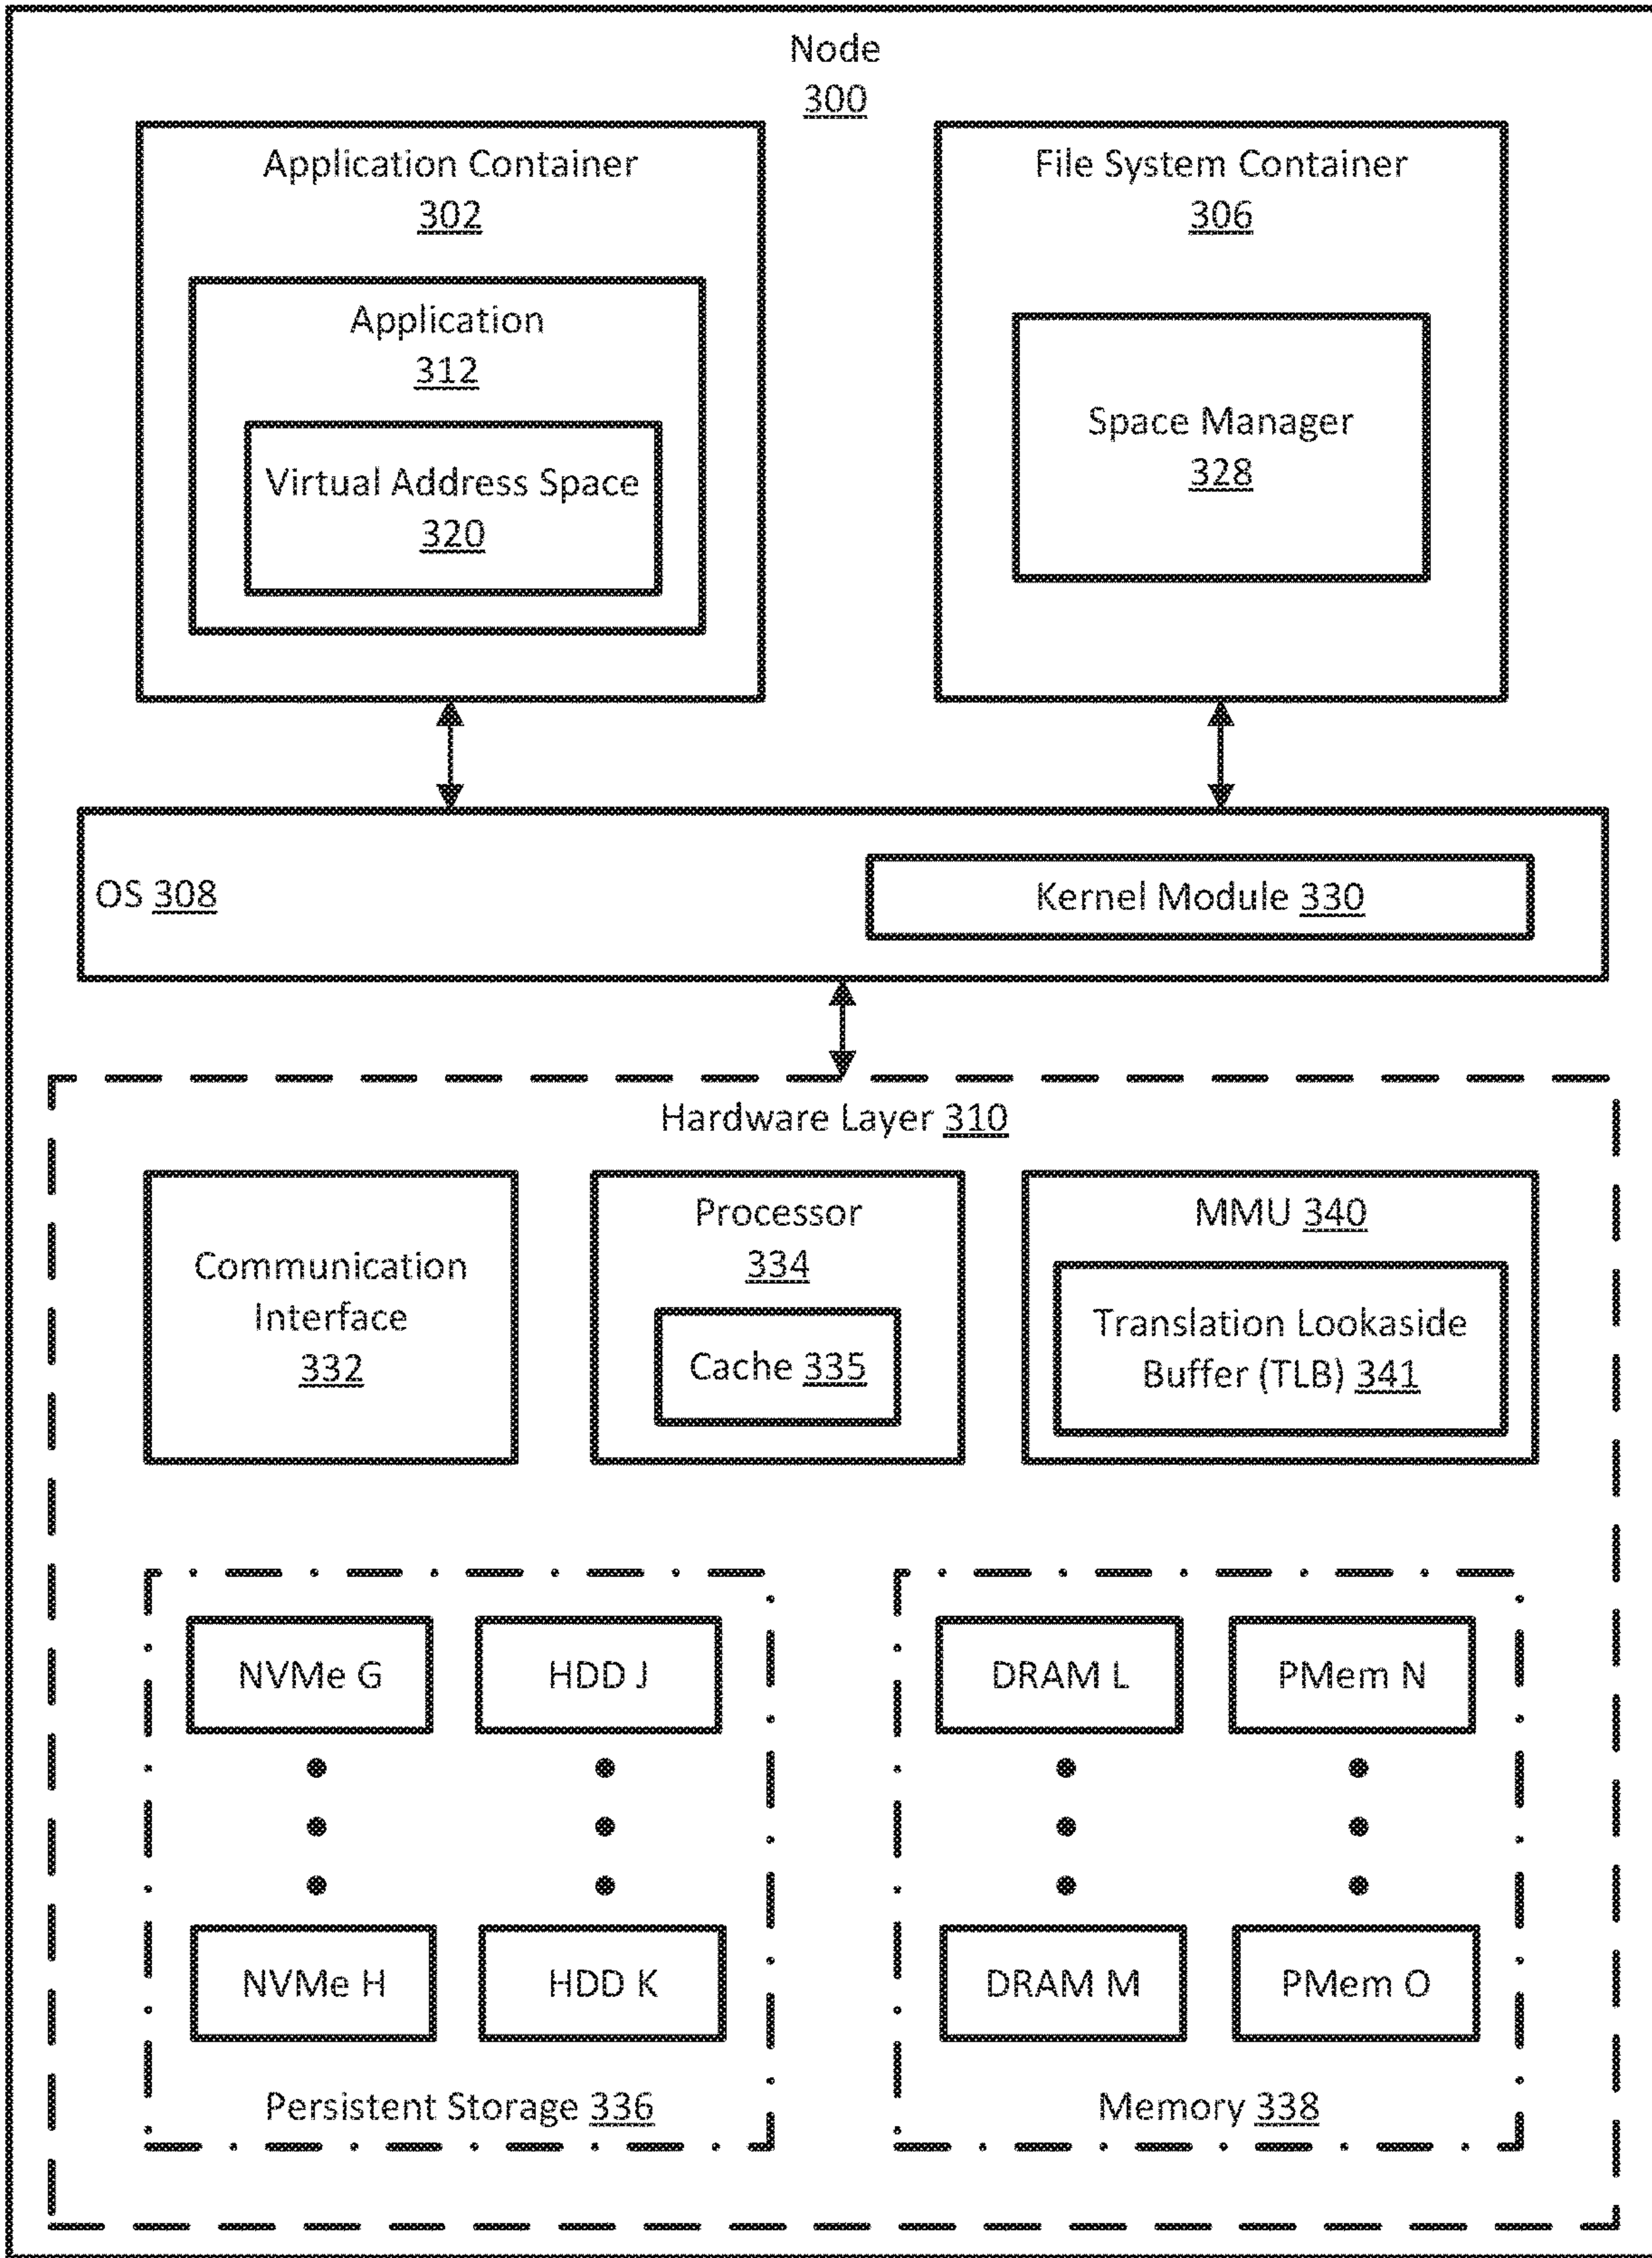 Node
300
Application Container
302
Application
312
Virtual Address Space
320
File System Container
306
Space Manager
328
OS 308
Kernel Module 330
Hardware Layer 310
Communication
Interface
332
Processor
334
Cache 335
MMU 340
Translation Lookaside
Buffer (TLB) 341
NVMe G
HDD J
NVMe H
HDD K
Persistent Storage 336
DRAM L
PMem N
DRAM M
PMem O
Memory 338